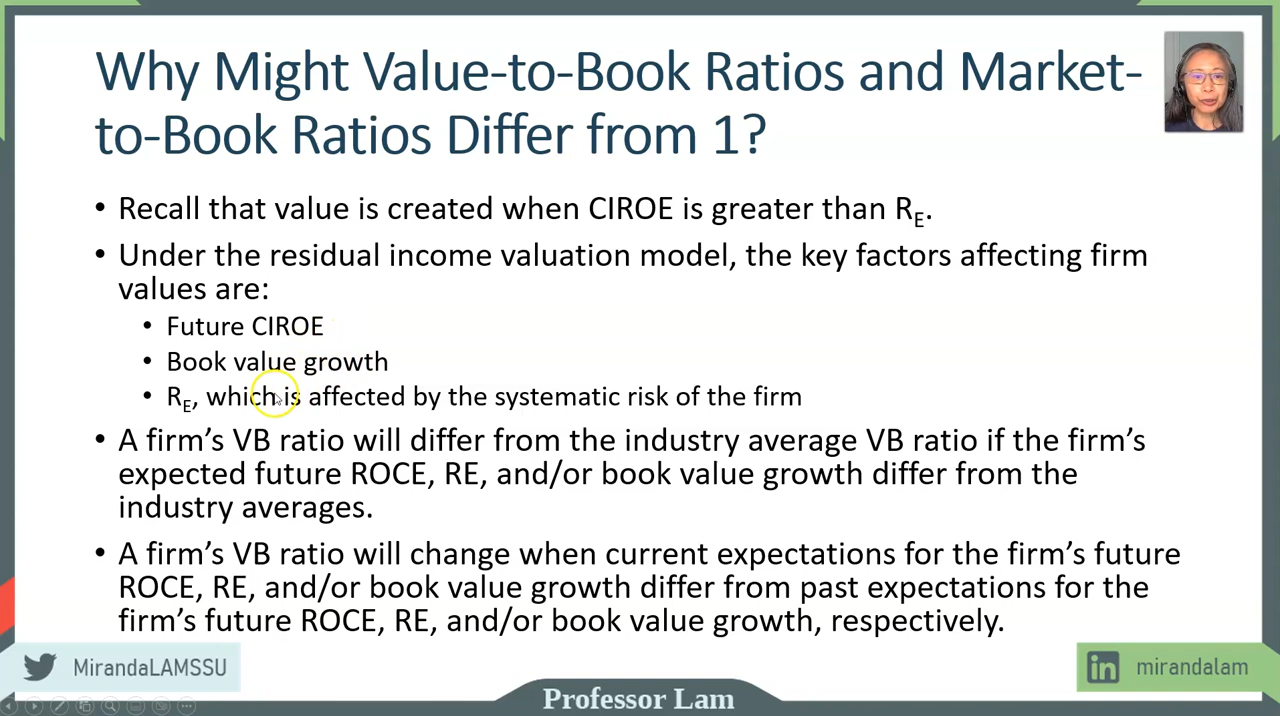 Why Might Value-to-Book Ratios and Market-
to-Book Ratios Differ from 1?
• Recall that value is created when CIROE is greater than RE.
• Under the residual income valuation model, the key factors affecting firm
values are:
• Future CIROE
• Book value growth
• RE, which is affected by the systematic risk of the firm
• A firm’s VB ratio will differ from the industry average VB ratio if the firm’s
expected future ROCE, RE, and/or book value growth differ from the
industry averages.
• A firm’s VB ratio will change when current expectations for the firm’s future
ROCE, RE, and/or book value growth differ from past expectations for the
firm’s future ROCE, RE, and/or book value growth, respectively.
MirandaLAMSSU
in mirandalam
Professor Lam